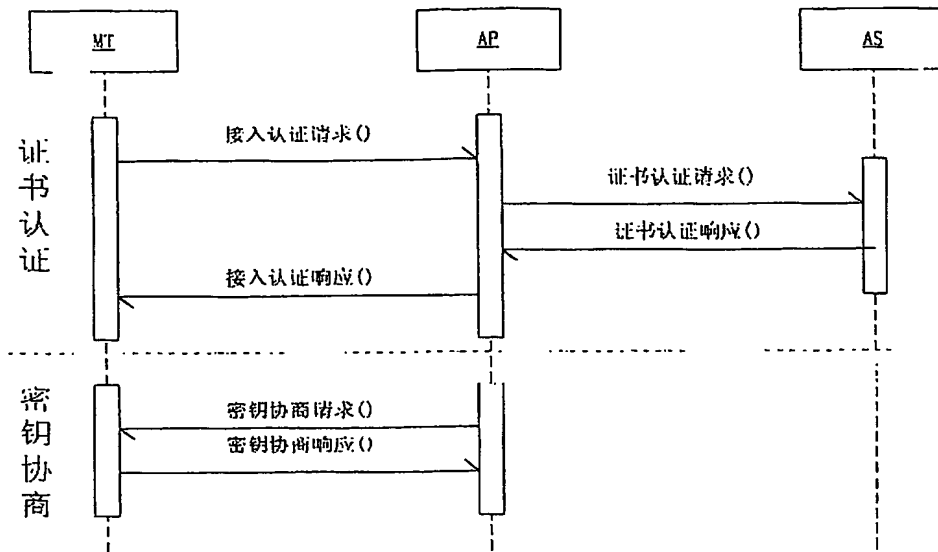 MT
AP
AS
证书认证
接入认证请求()
证书认证请求()
证书认证响应()
接入认证响应()
密钥协商
密钥协商请求()
密钥协商响应()